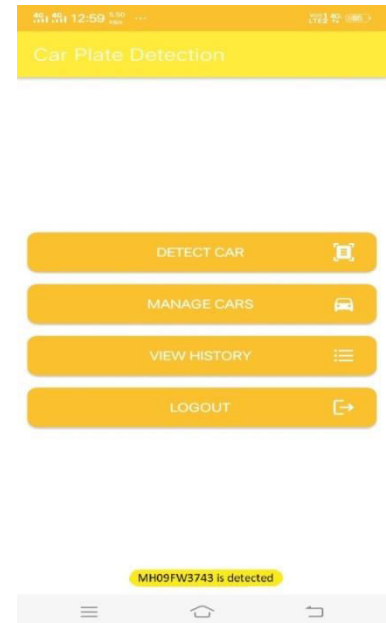 12:59
Car Plate Detection
DETECT CAR
MANAGE CARS
VIEW HISTORY
LOGOUT
MH09FW3743 is detected